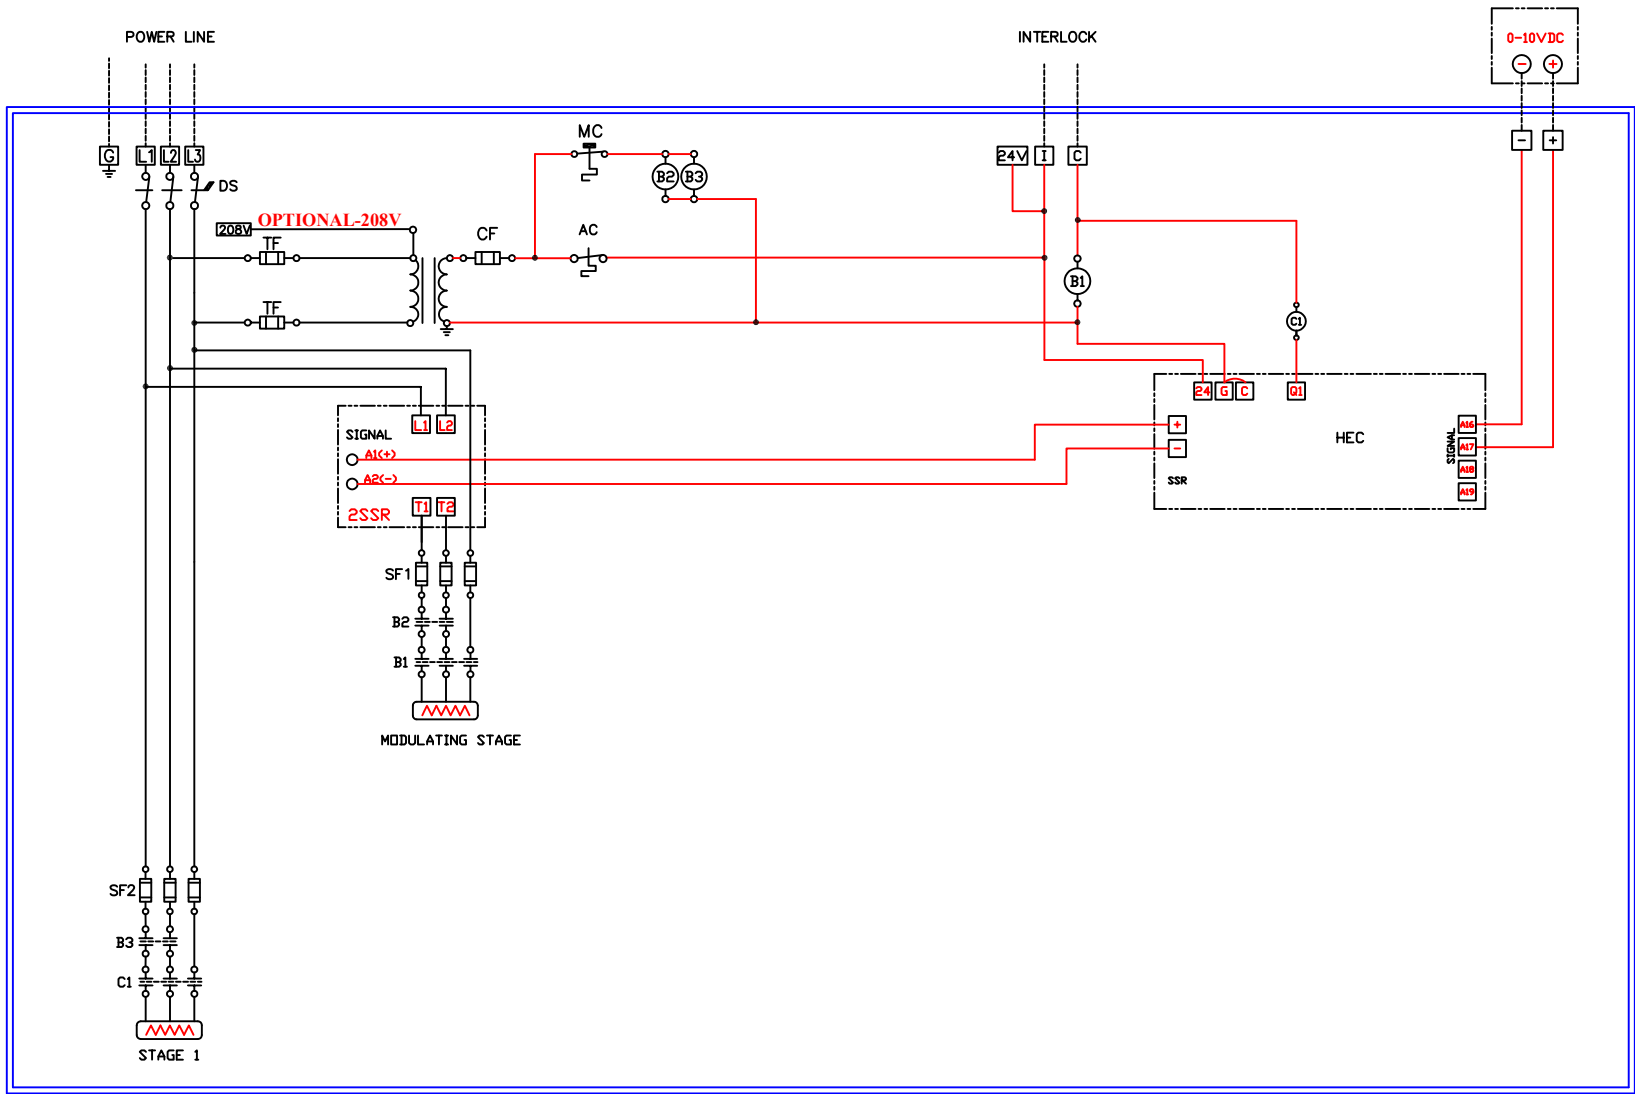 POWER LINE
INTERLOCK
0-10VDC
- +
G L1 L2 L3
DS
MC
B2 B3
24V I C
- +
OPTIONAL-208V
208V
TF
CF
AC
B1
TF
C1
24 G C Q1
L1 L2
SIGNAL
A1(+)
A2(-)
2SSR
T1 T2
+
-
SSR
HEC
SIGNAL
A16
A17
A18
A19
SF1
B2
B1
MODULATING STAGE
SF2
B3
C1
STAGE 1